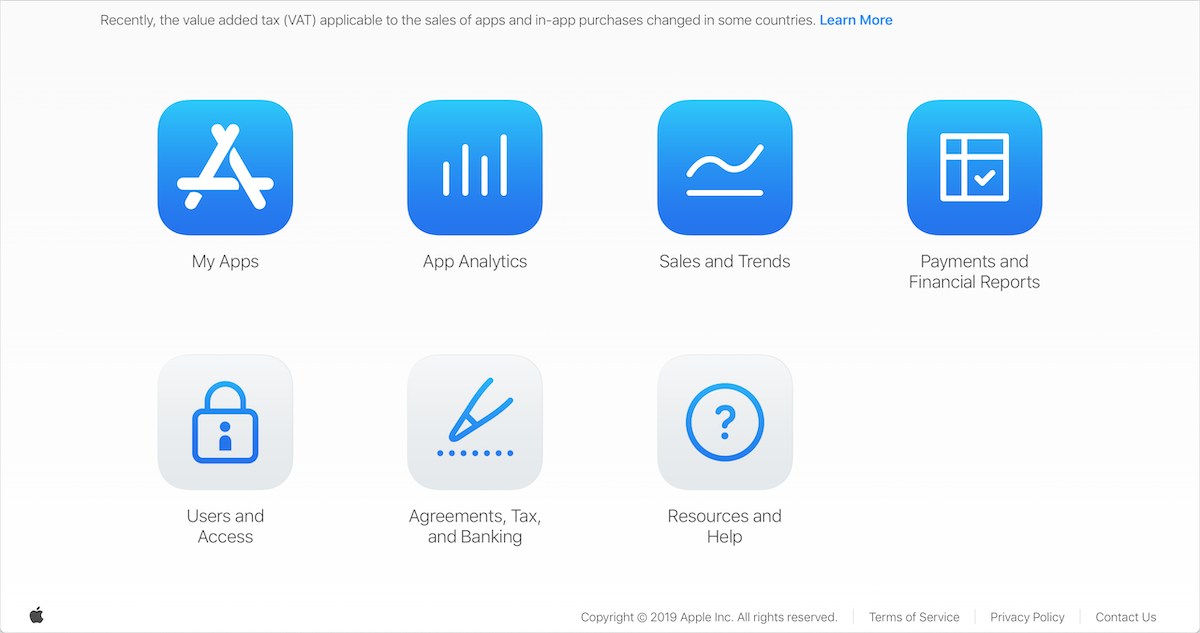 Recently, the value added tax (VAT) applicable to the sales of apps and in-app purchases changed in some countries. Learn More
My Apps
App Analytics
Sales and Trends
Payments and
Financial Reports
Users and
Access
Agreements, Tax,
and Banking
?
Resources and
Help
Copyright © 2019 Apple Inc. All rights reserved.
Terms of Service
Privacy Policy
Contact Us